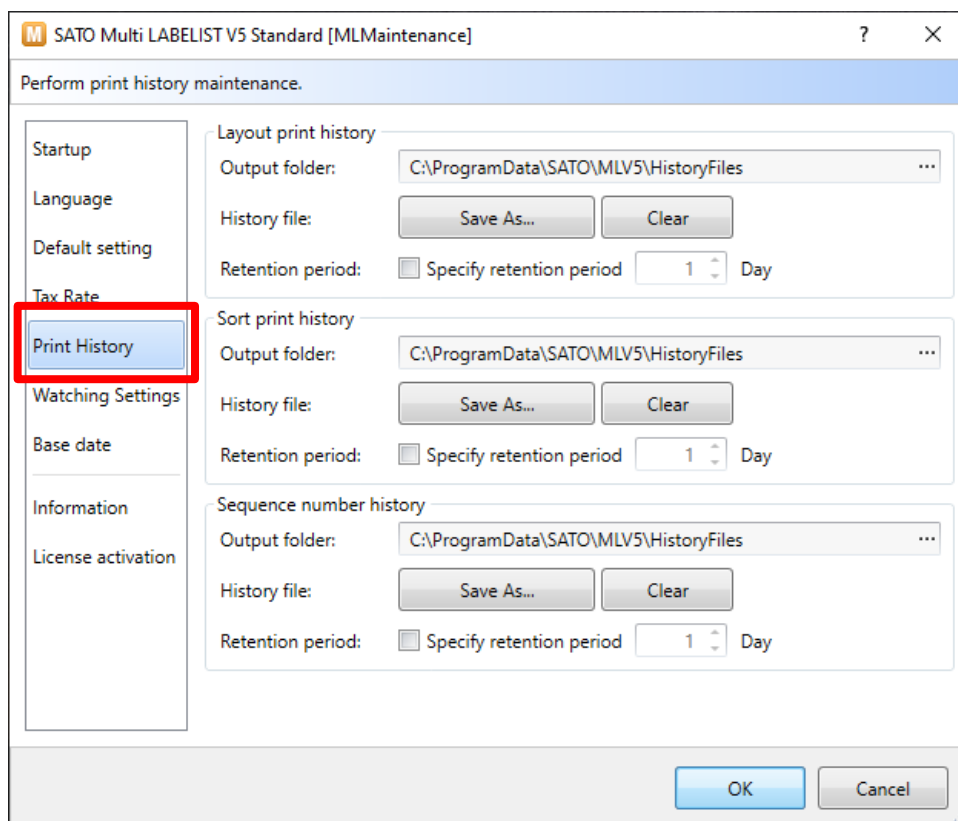 M SATO Multi LABELIST V5 Standard [MLMaintenance] ?
Perform print history maintenance.
Startup
Language
Default setting
Tax Rate
Print History
Watching Settings
Base date
Information
License activation
Layout print history
Output folder: C:\ProgramData\SATO\MLV5\HistoryFiles ...
History file: Save As... Clear
Retention period: Specify retention period 1 Day
Sort print history
Output folder: C:\ProgramData\SATO\MLV5\HistoryFiles ...
History file: Save As... Clear
Retention period: Specify retention period 1 Day
Sequence number history
Output folder: C:\ProgramData\SATO\MLV5\HistoryFiles ...
History file: Save As... Clear
Retention period: Specify retention period 1 Day
OK Cancel